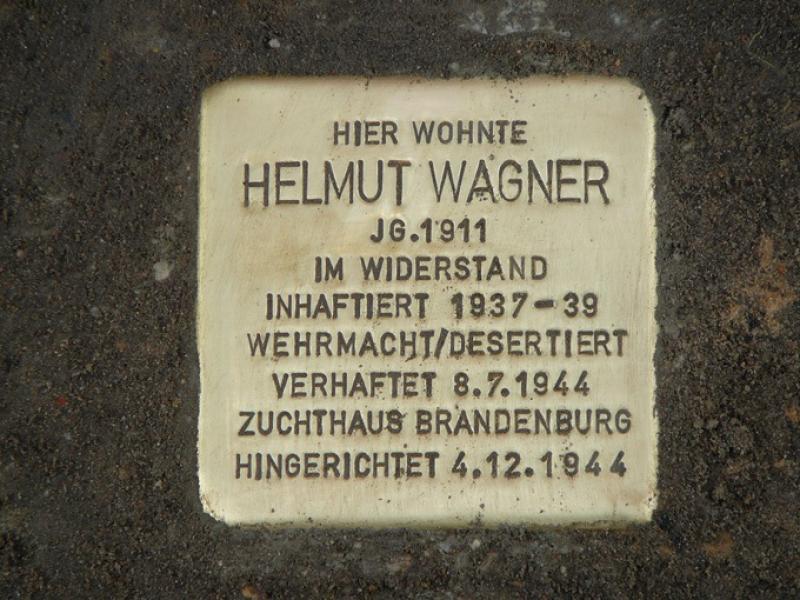 HIER WOHNTE
HELMUT WAGNER
JG.1911
IM WIDERSTAND
INHAFTIERT 1937-39
WEHRMACHT/DESERTIERT
VERHAFTET 8.7.1944
ZUCHTHAUS BRANDENBURG
HINGERICHTET 4.12.1944